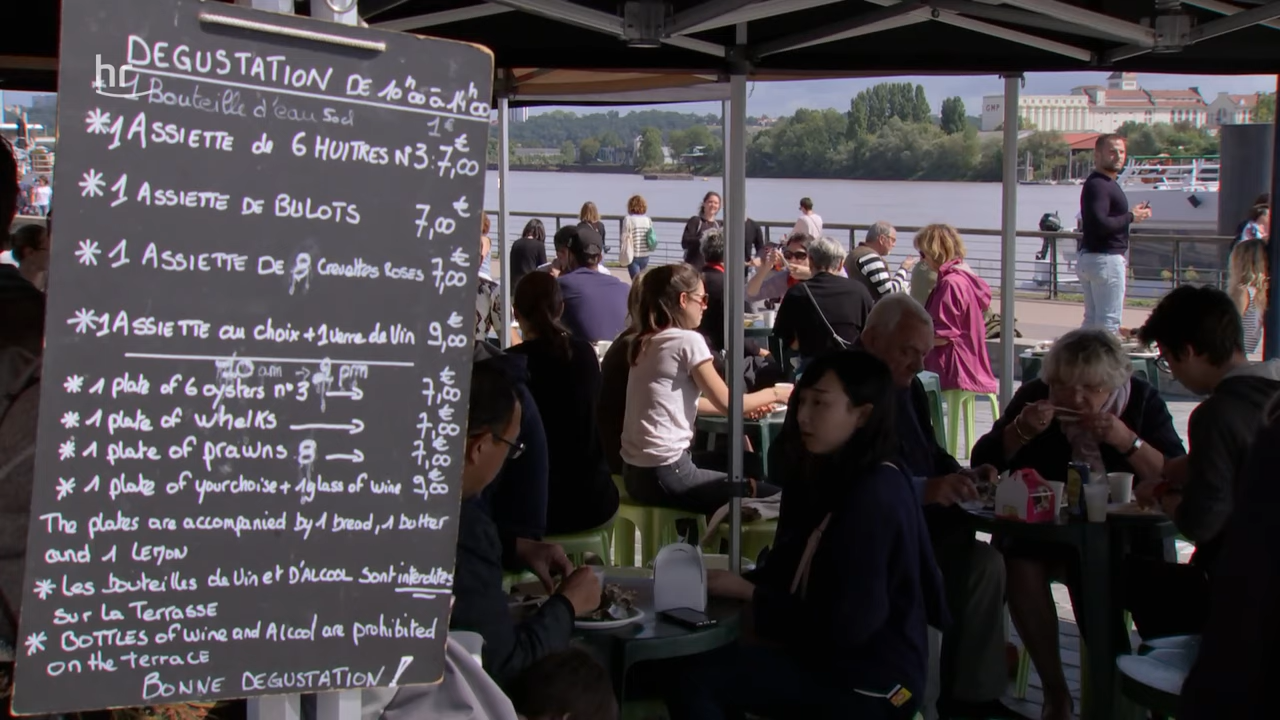 hr
DEGUSTATION DE 10h00 à 14h00
1 Bouteille d'eau 50cl 1€
*1 ASSIETTE de 6 HUITRES N°3: 7,00€
*1 ASSIETTE DE BULOTS 7,00€
*1 ASSIETTE DE 8 Crevettes ROSES 7,00€
*1 ASSIETTE au choix + 1 verre de Vin 9,00€
*1 plate of 6 oysters n°3 → 7,00€
*1 plate of whelks → 7,00€
*1 plate of prawns 8 → 7,00€
*1 plate of your choise + 1 glass of wine 9,00€
The plates are accompanied by 1 bread, 1 butter
and 1 LEMON
*Les bouteilles de Vin et D'ALCOOL sont interdites
sur la TERRASSE
*BOTTLES of wine and Alcool are prohibited
on the terrace
BONNE DEGUSTATION!